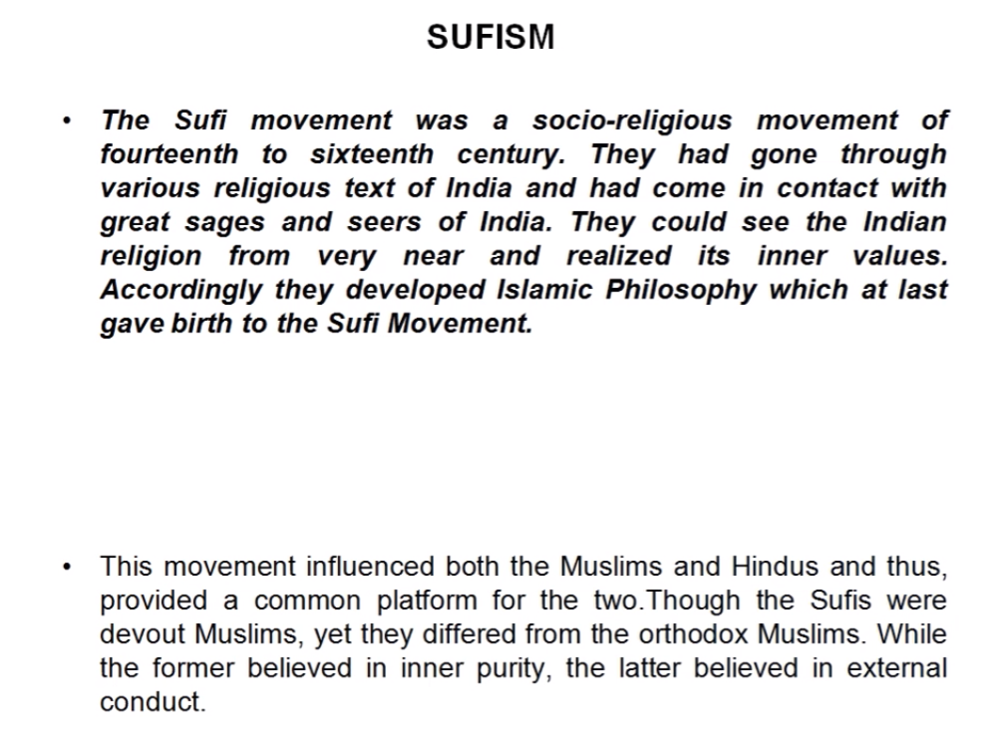 SUFISM
• The Sufi movement was a socio-religious movement of
fourteenth to sixteenth century. They had gone through
various religious text of India and had come in contact with
great sages and seers of India. They could see the Indian
religion from very near and realized its inner values.
Accordingly they developed Islamic Philosophy which at last
gave birth to the Sufi Movement.
• This movement influenced both the Muslims and Hindus and thus,
provided a common platform for the two.Though the Sufis were
devout Muslims, yet they differed from the orthodox Muslims. While
the former believed in inner purity, the latter believed in external
conduct.